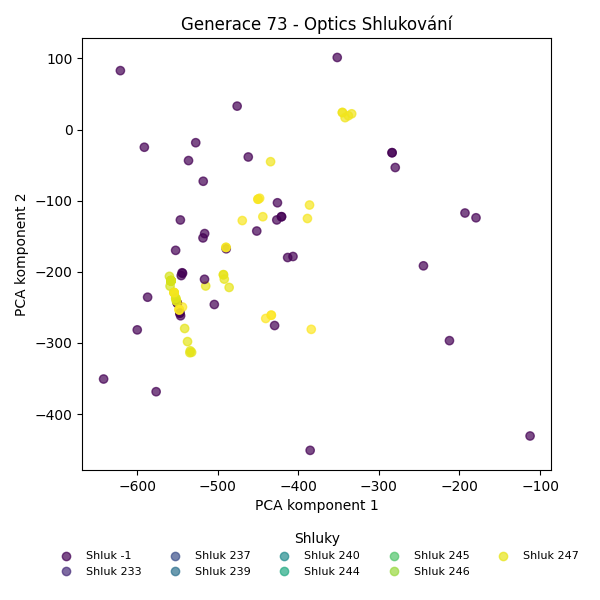 Generace 73 - Optics Shlukování
100
0
−100
−200
−300
−400
PCA komponent 2
−600
−500
−400
−300
−200
−100
PCA komponent 1
Shluky
Shluk -1
Shluk 237
Shluk 240
Shluk 245
Shluk 247
Shluk 233
Shluk 239
Shluk 244
Shluk 246